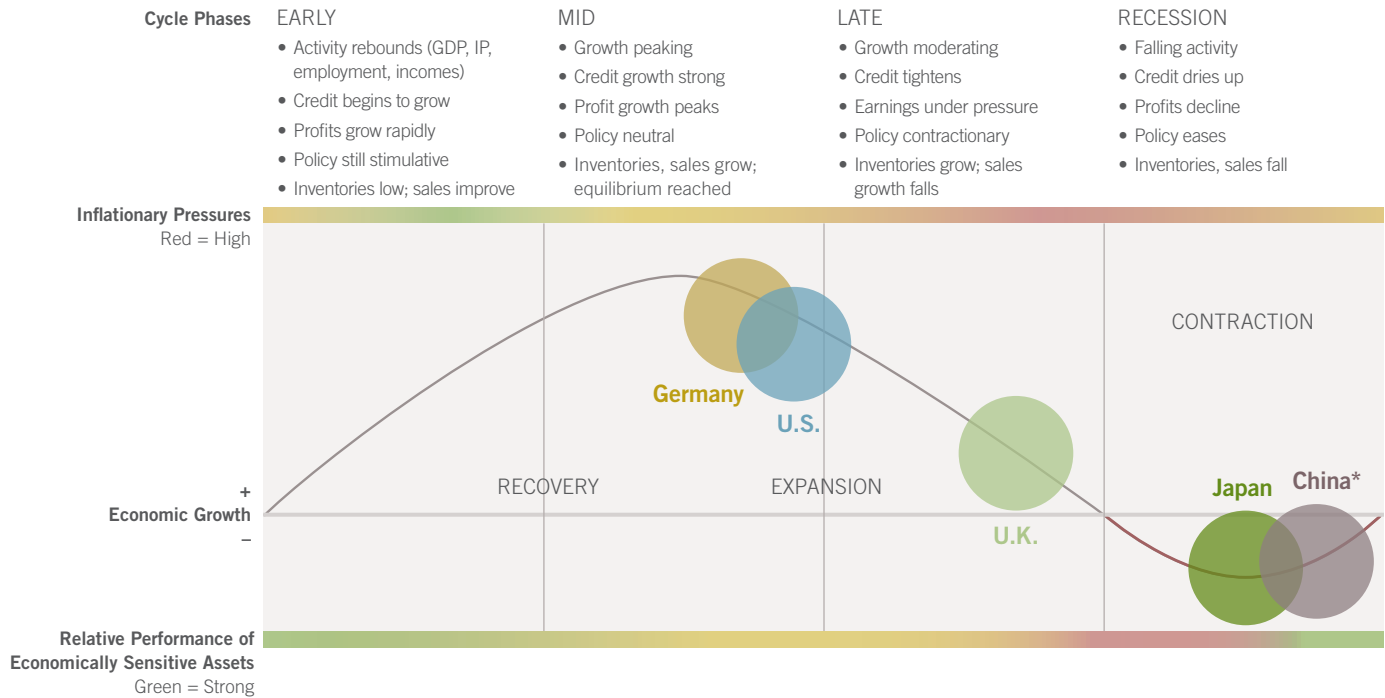 Cycle Phases
EARLY
• Activity rebounds (GDP, IP,
employment, incomes)
• Credit begins to grow
• Profits grow rapidly
• Policy still stimulative
• Inventories low; sales improve
MID
• Growth peaking
• Credit growth strong
• Profit growth peaks
• Policy neutral
• Inventories, sales grow;
equilibrium reached
LATE
• Growth moderating
• Credit tightens
• Earnings under pressure
• Policy contractionary
• Inventories grow; sales
growth falls
RECESSION
• Falling activity
• Credit dries up
• Profits decline
• Policy eases
• Inventories, sales fall
Inflationary Pressures
Red = High
CONTRACTION
Germany
U.S.
RECOVERY
EXPANSION
Japan
China*
+
Economic Growth
–
U.K.
Relative Performance of
Economically Sensitive Assets
Green = Strong